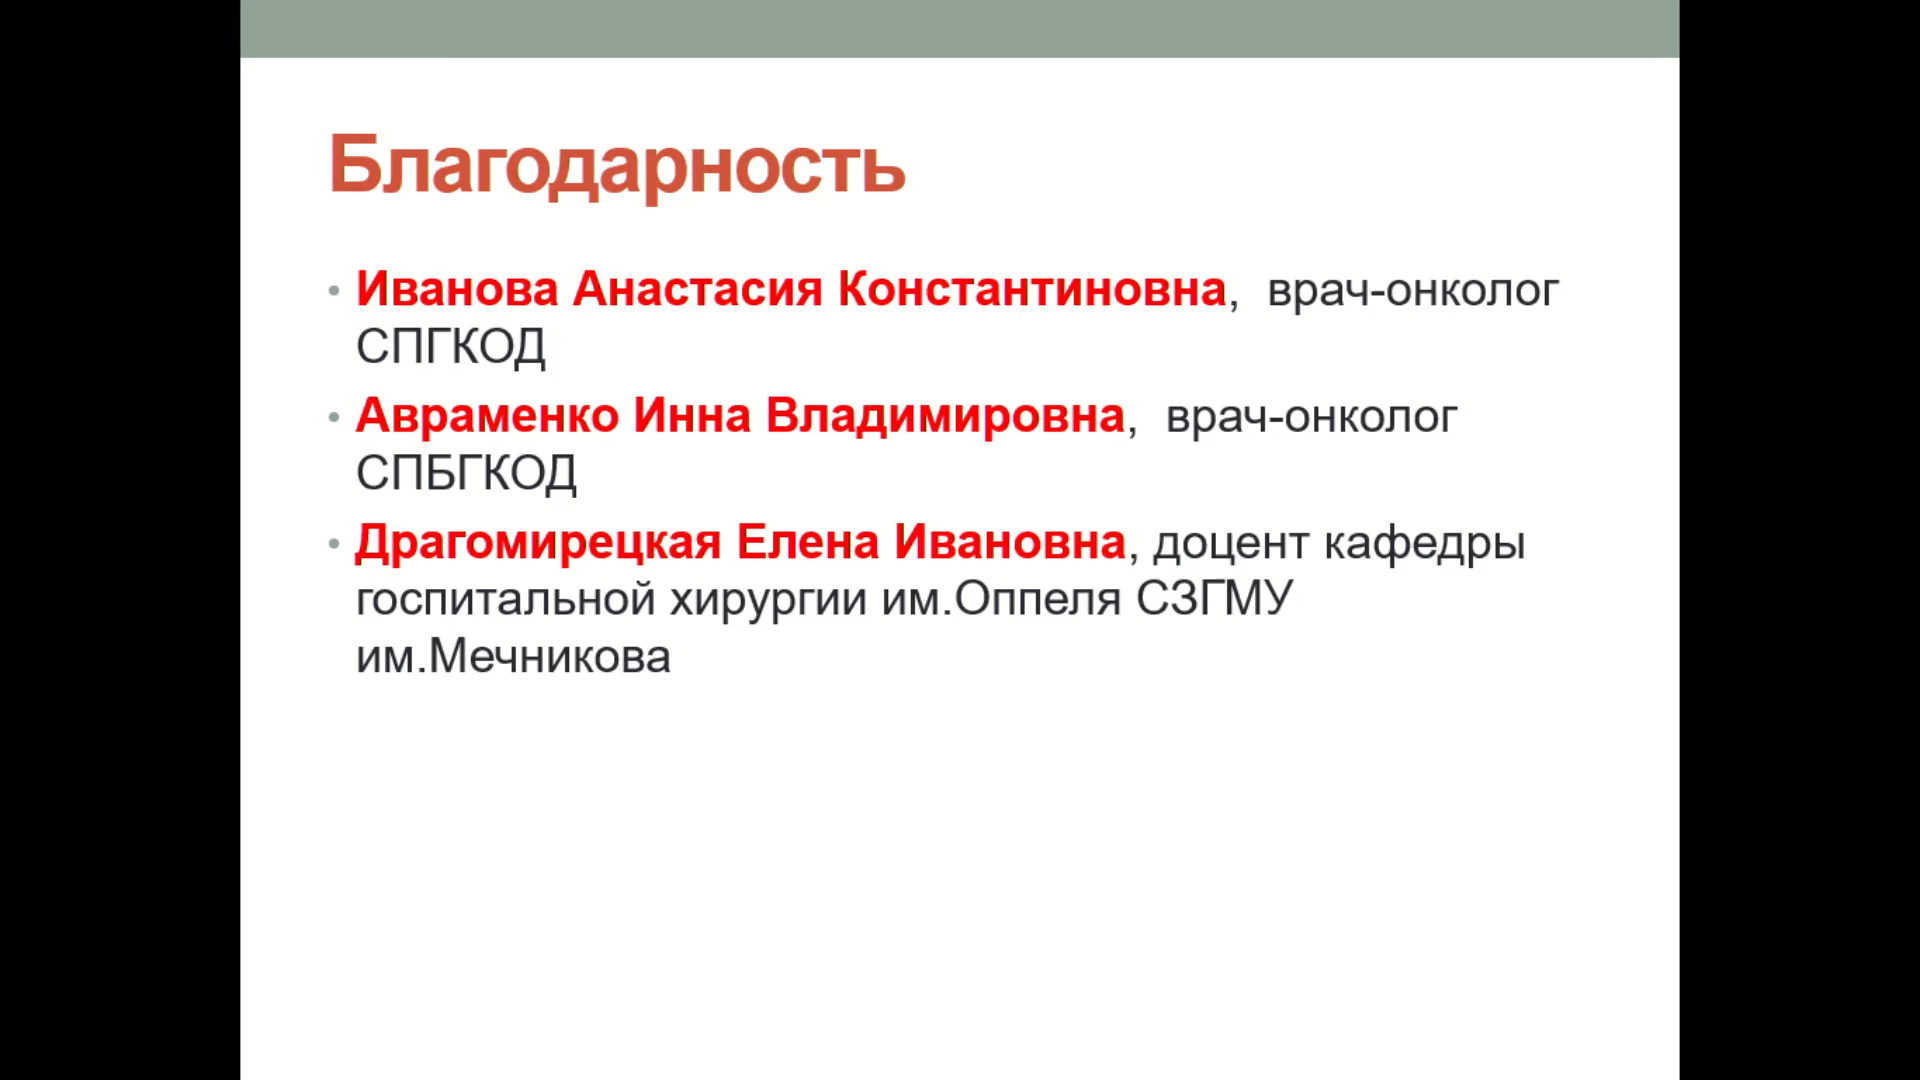 Благодарность
• Иванова Анастасия Константиновна,  врач-онколог
СПГКОД
• Авраменко Инна Владимировна,  врач-онколог
СПБГКОД
• Драгомирецкая Елена Ивановна, доцент кафедры
госпитальной хирургии им.Оппеля СЗГМУ
им.Мечникова